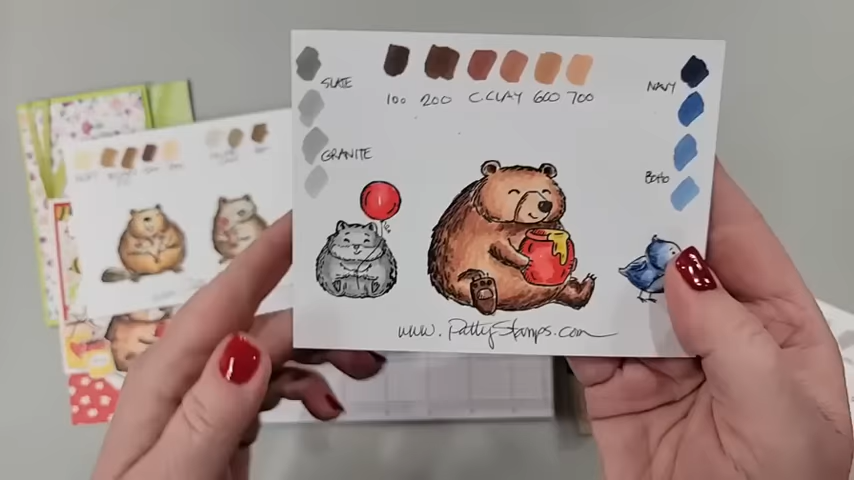 SLATE
100 200 C.CLAY 600 700
NAVY
GRANITE
BOHO
www.PattyStamps.com